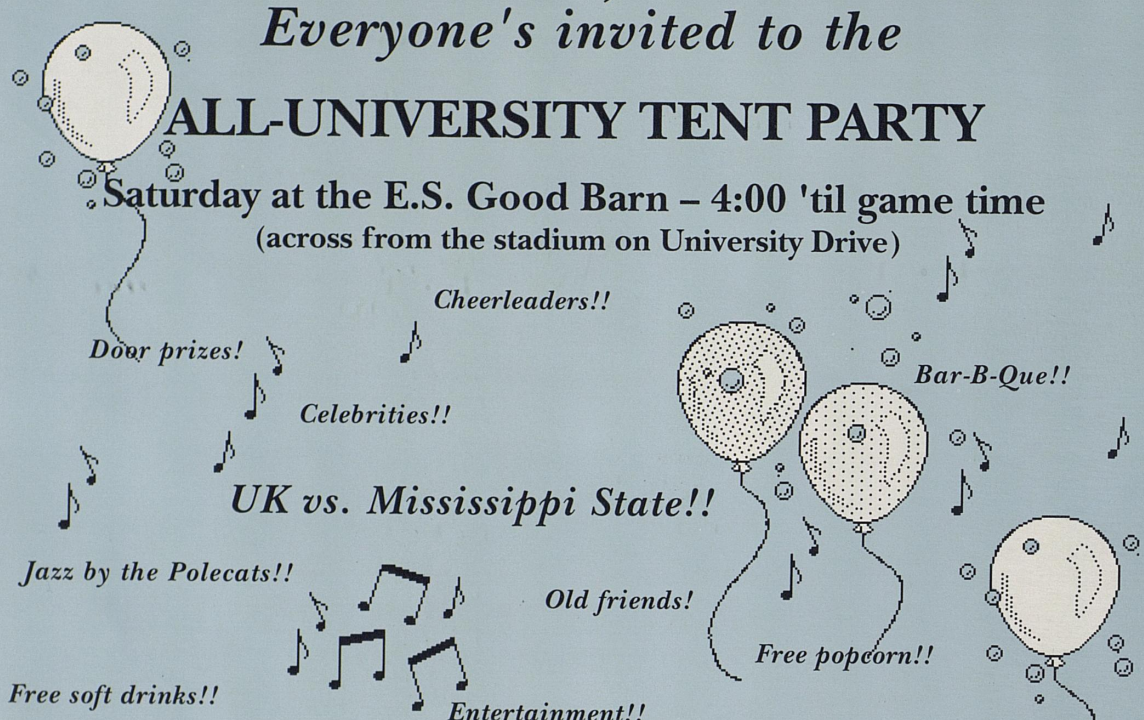 Everyone's invited to the
ALL-UNIVERSITY TENT PARTY
Saturday at the E.S. Good Barn – 4:00 'til game time
(across from the stadium on University Drive)
Cheerleaders!!
Door prizes!
Bar-B-Que!!
Celebrities!!
UK vs. Mississippi State!!
Jazz by the Polecats!!
Old friends!
Free popcorn!!
Free soft drinks!!
Entertainment!!